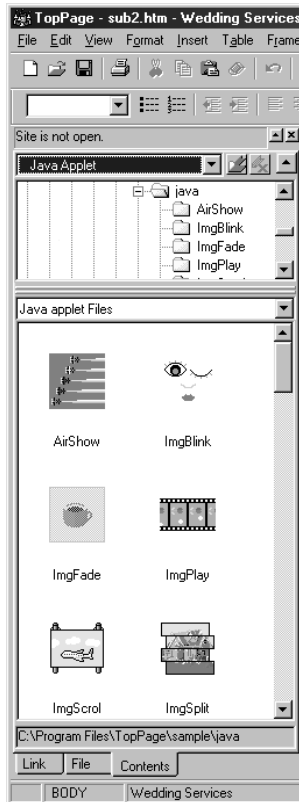 TopPage - sub2.htm - Wedding Services
File Edit View Format Insert Table Frame
Site is not open.
Java Applet
java
AirShow
ImgBlink
ImgFade
ImgPlay
Java applet Files
AirShow ImgBlink
ImgFade ImgPlay
ImgScrol ImgSplit
C:\Program Files\TopPage\sample\java
Link File Contents
BODY Wedding Services